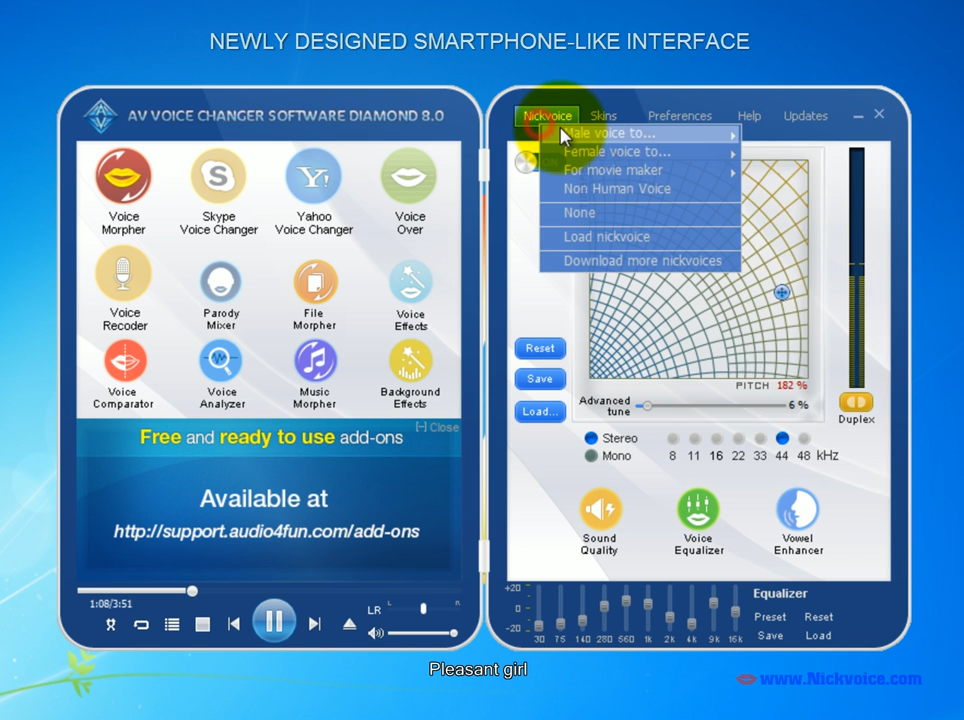 NEWLY DESIGNED SMARTPHONE-LIKE INTERFACE
AV VOICE CHANGER SOFTWARE DIAMOND 8.0
Voice
Morpher
Skype
Voice Changer
Yahoo
Voice Changer
Voice
Over
Voice
Recoder
Parody
Mixer
File
Morpher
Voice
Effects
Voice
Comparator
Voice
Analyzer
Music
Morpher
Background
Effects
[-] Close
Free and ready to use add-ons
Available at
http://support.audio4fun.com/add-ons
1:08/3:51
LR
L
R
Nickvoice
Skins
Preferences
Help
Updates
Male voice to...
Female voice to...
For movie maker
Non Human Voice
None
Load nickvoice
Download more nickvoices
Reset
Save
Load...
PITCH 182 %
Advanced
tune
6 %
Duplex
Stereo
Mono
8 11 16 22 33 44 48 kHz
Sound
Quality
Voice
Equalizer
Vowel
Enhancer
+20
0
-20
30 75 140 280 560 1k 2k 4k 9k 16k
Equalizer
Preset Reset
Save Load
Pleasant girl
www.Nickvoice.com